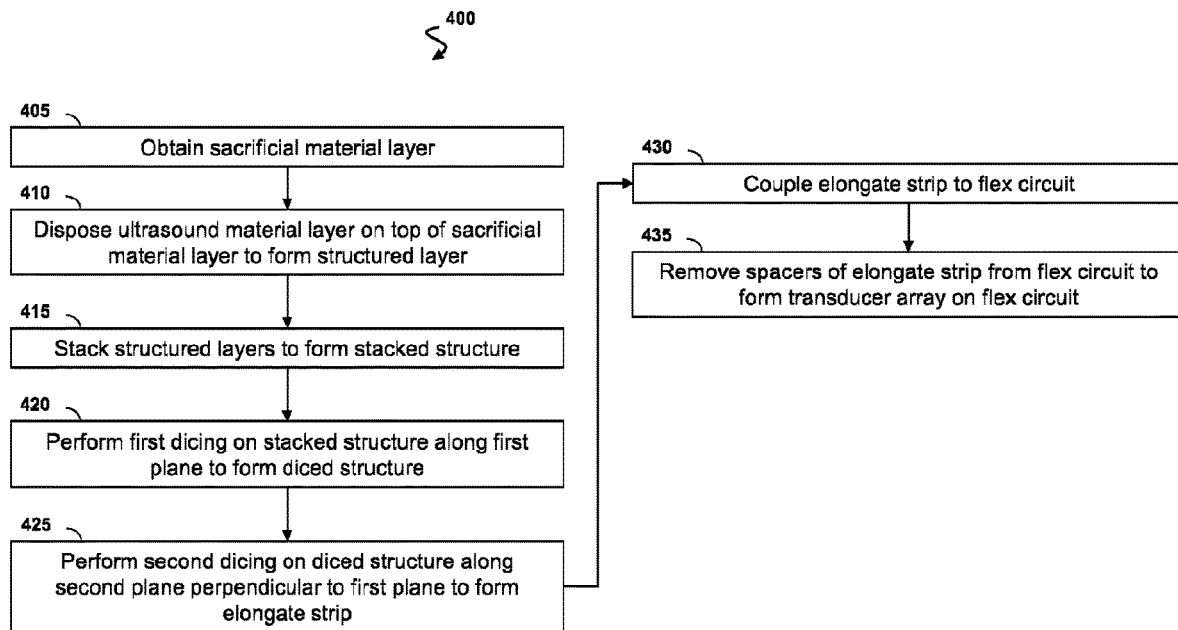 400
405
Obtain sacrificial material layer
410
Dispose ultrasound material layer on top of sacrificial
material layer to form structured layer
415
Stack structured layers to form stacked structure
420
Perform first dicing on stacked structure along first
plane to form diced structure
425
Perform second dicing on diced structure along
second plane perpendicular to first plane to form
elongate strip
430
Couple elongate strip to flex circuit
435
Remove spacers of elongate strip from flex circuit to
form transducer array on flex circuit